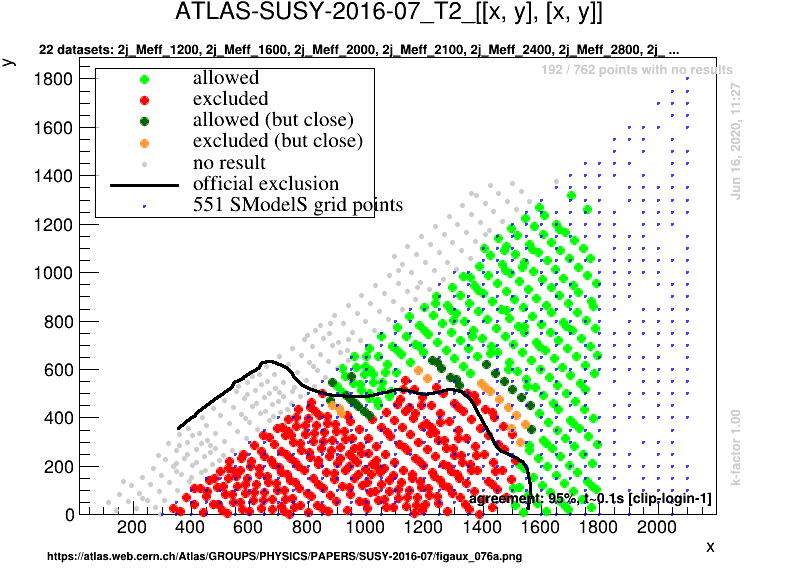 ATLAS-SUSY-2016-07_T2_[[x, y], [x, y]]
22 datasets: 2j_Meff_1200, 2j_Meff_1600, 2j_Meff_2000, 2j_Meff_2100, 2j_Meff_2400, 2j_Meff_2800, 2j_ ...
y
192 / 762 points with no results
allowed
excluded
allowed (but close)
excluded (but close)
no result
official exclusion
551 SModelS grid points
1800
1600
1400
1200
1000
800
600
400
200
0
Jun 16, 2020, 11:27
k-factor 1.00
agreement: 95%, t~0.1s [clip-login-1]
200 400 600 800 1000 1200 1400 1600 1800 2000
x
https://atlas.web.cern.ch/Atlas/GROUPS/PHYSICS/PAPERS/SUSY-2016-07/figaux_076a.png